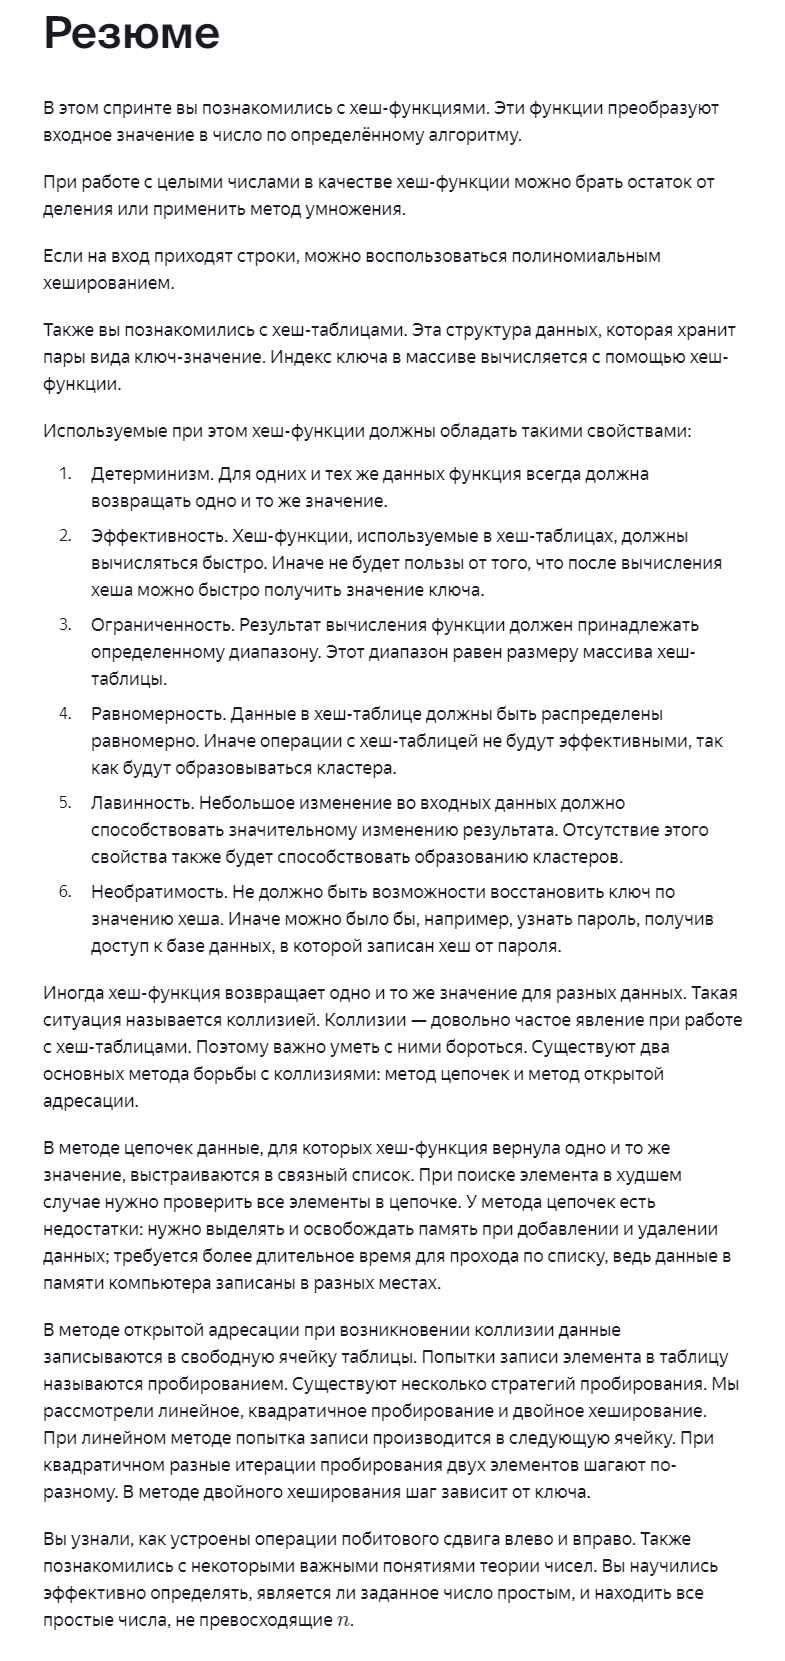 Резюме
В этом спринте вы познакомились с хеш-функциями. Эти функции преобразуют
входное значение в число по определённому алгоритму.
При работе с целыми числами в качестве хеш-функции можно брать остаток от
деления или применить метод умножения.
Если на вход приходят строки, можно воспользоваться полиномиальным
хешированием.
Также вы познакомились с хеш-таблицами. Эта структура данных, которая хранит
пары вида ключ-значение. Индекс ключа в массиве вычисляется с помощью хеш-
функции.
Используемые при этом хеш-функции должны обладать такими свойствами:
1. Детерминизм. Для одних и тех же данных функция всегда должна
возвращать одно и то же значение.
2. Эффективность. Хеш-функции, используемые в хеш-таблицах, должны
вычисляться быстро. Иначе не будет пользы от того, что после вычисления
хеша можно быстро получить значение ключа.
3. Ограниченность. Результат вычисления функции должен принадлежать
определенному диапазону. Этот диапазон равен размеру массива хеш-
таблицы.
4. Равномерность. Данные в хеш-таблице должны быть распределены
равномерно. Иначе операции с хеш-таблицей не будут эффективными, так
как будут образовываться кластера.
5. Лавинность. Небольшое изменение во входных данных должно
способствовать значительному изменению результата. Отсутствие этого
свойства также будет способствовать образованию кластеров.
6. Необратимость. Не должно быть возможности восстановить ключ по
значению хеша. Иначе можно было бы, например, узнать пароль, получив
доступ к базе данных, в которой записан хеш от пароля.
Иногда хеш-функция возвращает одно и то же значение для разных данных. Такая
ситуация называется коллизией. Коллизии — довольно частое явление при работе
с хеш-таблицами. Поэтому важно уметь с ними бороться. Существуют два
основных метода борьбы с коллизиями: метод цепочек и метод открытой
адресации.
В методе цепочек данные, для которых хеш-функция вернула одно и то же
значение, выстраиваются в связный список. При поиске элемента в худшем
случае нужно проверить все элементы в цепочке. У метода цепочек есть
недостатки: нужно выделять и освобождать память при добавлении и удалении
данных; требуется более длительное время для прохода по списку, ведь данные в
памяти компьютера записаны в разных местах.
В методе открытой адресации при возникновении коллизии данные
записываются в свободную ячейку таблицы. Попытки записи элемента в таблицу
называются пробированием. Существуют несколько стратегий пробирования. Мы
рассмотрели линейное, квадратичное пробирование и двойное хеширование.
При линейном методе попытка записи производится в следующую ячейку. При
квадратичном разные итерации пробирования двух элементов шагают по-
разному. В методе двойного хеширования шаг зависит от ключа.
Вы узнали, как устроены операции побитового сдвига влево и вправо. Также
познакомились с некоторыми важными понятиями теории чисел. Вы научились
эффективно определять, является ли заданное число простым, и находить все
простые числа, не превосходящие n.